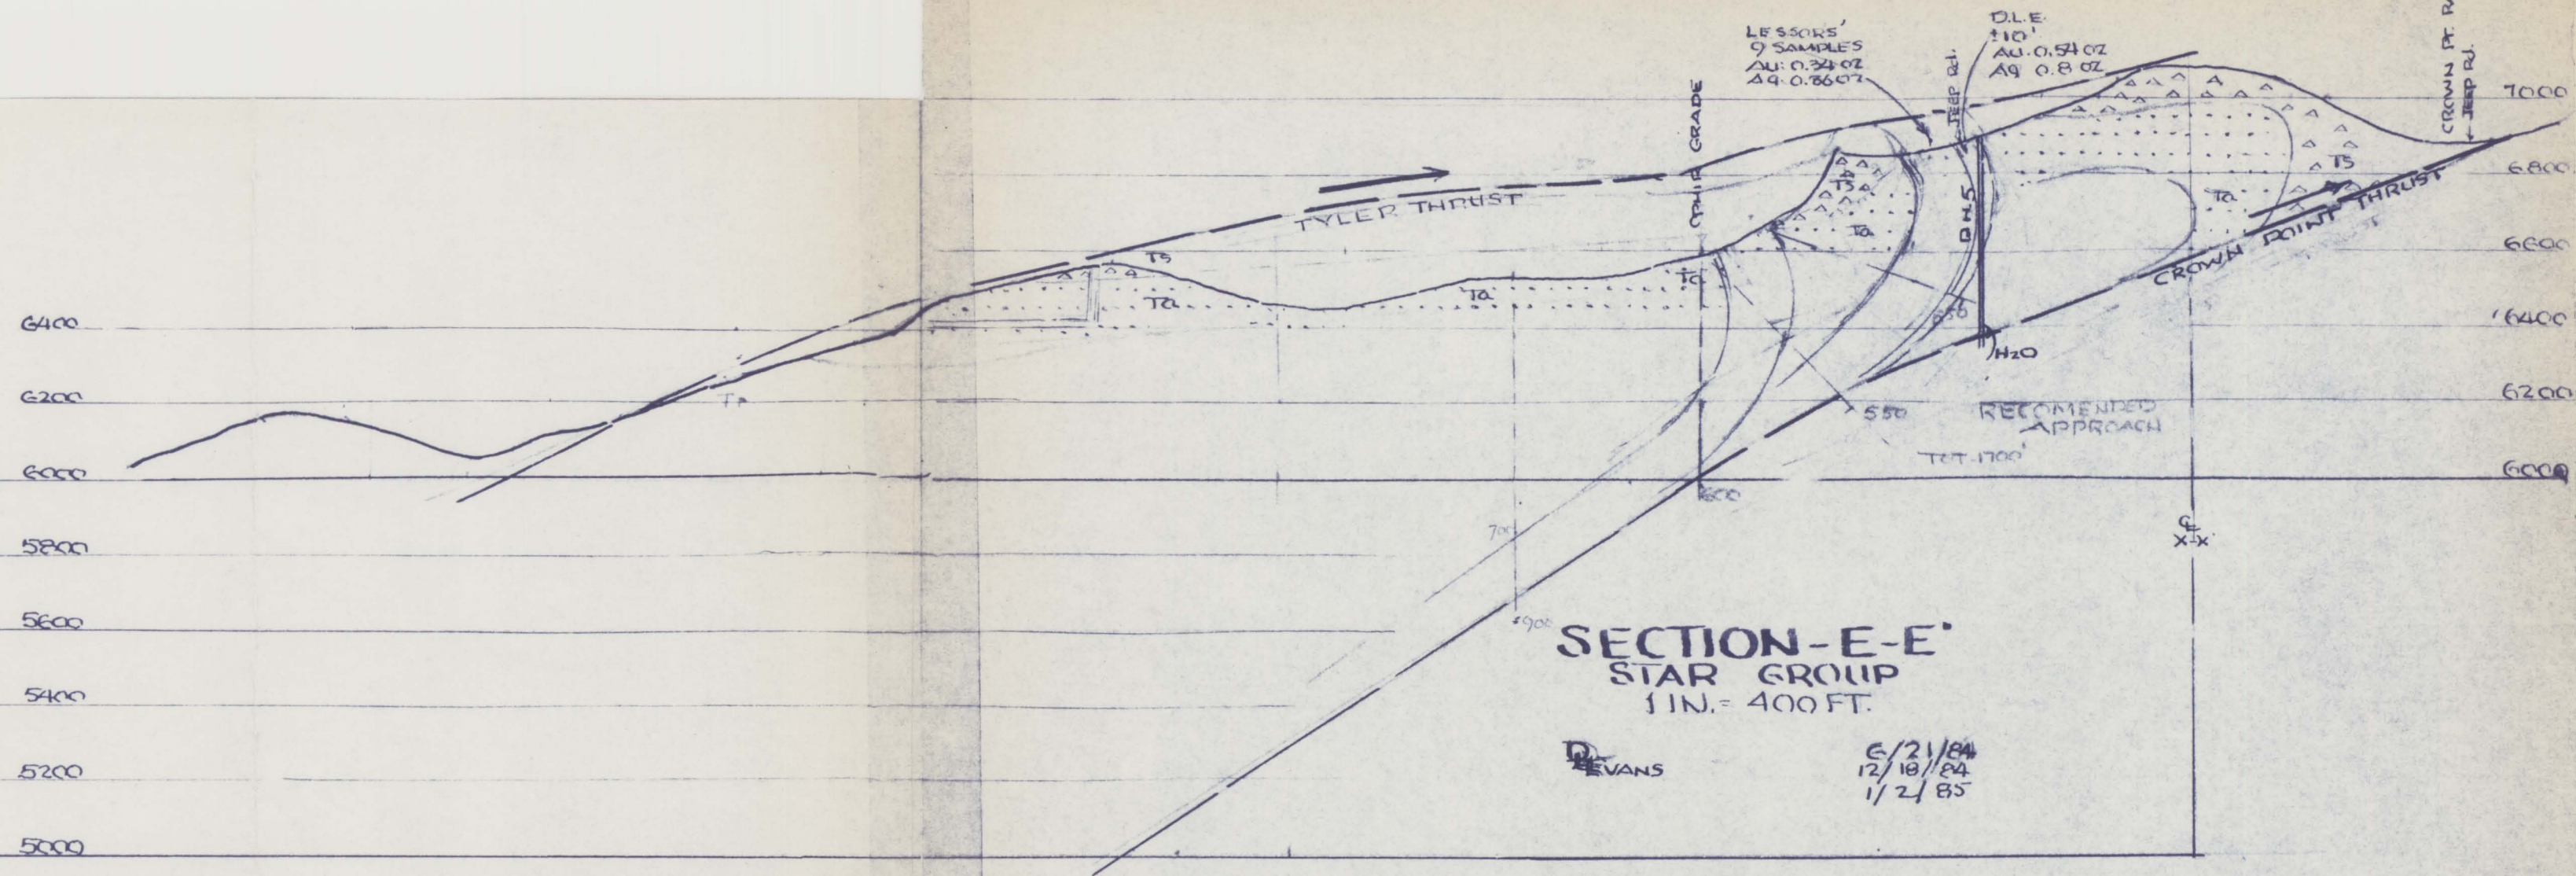 LESSORS'
9 SAMPLES
AU: 0.34 OZ
Ag: 0.86 OZ
D.L.E.
±10'
AU. 0.54 OZ
Ag 0.8 OZ
JEEP Rd.
CROWN Pt.
JEEP Rd.
OPHIR GRADE
TYLER THRUST
CROWN POINT THRUST
D.H.5
H2O
Ts
Ta
Ta
Ta
Ts
Ta
Ta
Ts
7000
6800
6600
6400
6200
6000
6400
6200
6000
5800
5600
5400
5200
5000
550
RECOMENDED
APPROACH
TOT. 1700'
600
700
900
℄
X-X'
SECTION-E-E'
STAR GROUP
1 IN. = 400 FT.
DLEVANS
6/21/84
12/18/84
1/2/85